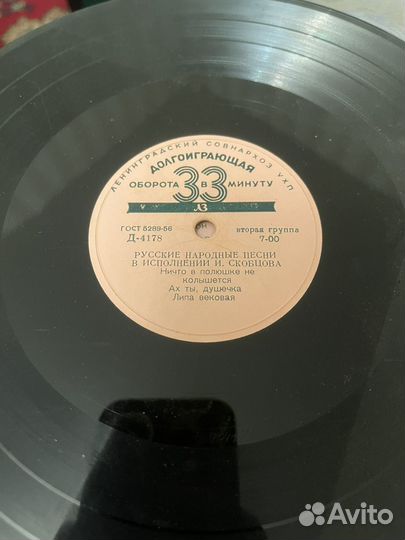 ЛЕНИНГРАДСКИЙ СОВНАРХОЗ УХП
ДОЛГОИГРАЮЩАЯ
ОБОРОТА 33 В МИНУТУ
ЛЗ
ГОСТ 5289-56
вторая группа
Д-4178
7-00
РУССКИЕ НАРОДНЫЕ ПЕСНИ
В ИСПОЛНЕНИИ И. СКОБЦОВА
Ничто в полюшке не
колышется
Ах ты, душечка
Липа вековая
Avito